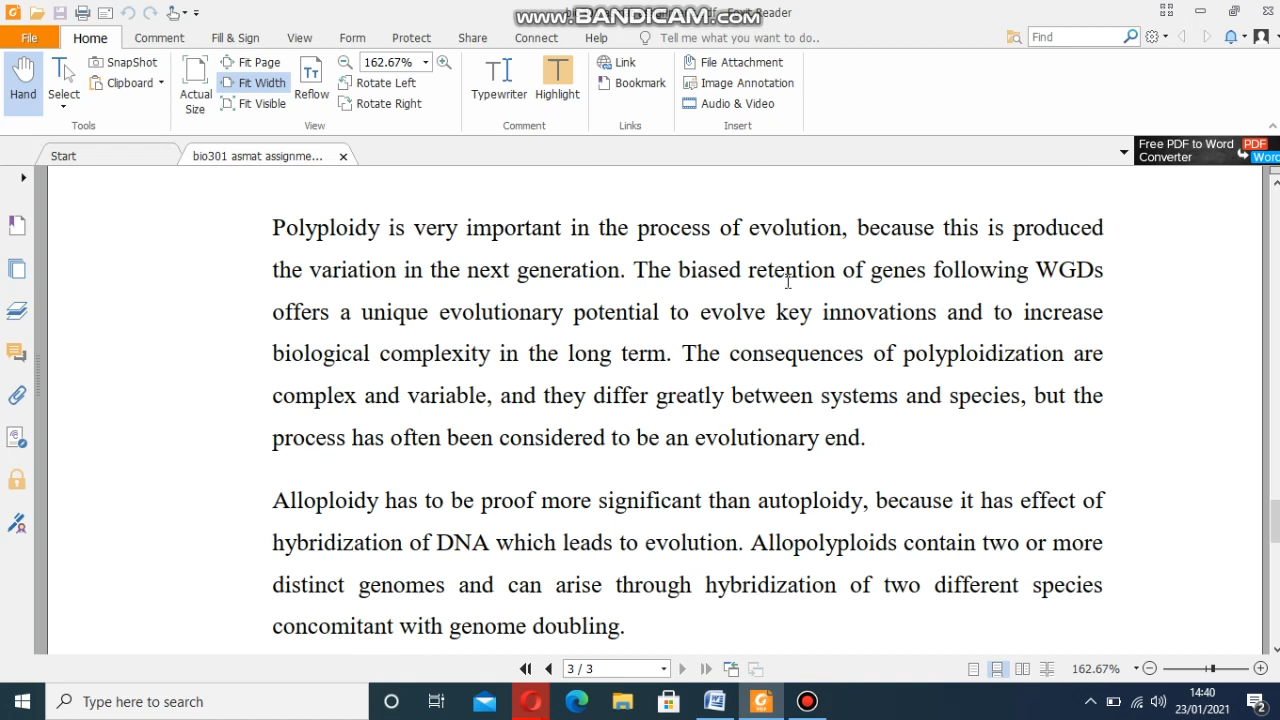 www.BANDICAM.com
File Home Comment Fill & Sign View Form Protect Share Connect Help Tell me what you want to do.. Find
Hand Select SnapShot Clipboard Actual Size Fit Page Fit Width Fit Visible Reflow 162.67% Rotate Left Rotate Right Typewriter Highlight Link Bookmark File Attachment Image Annotation Audio & Video
Tools View Comment Links Insert
Start bio301 asmat assignme... Free PDF to Word
Converter PDF Word
Polyploidy is very important in the process of evolution, because this is produced
the variation in the next generation. The biased retention of genes following WGDs
offers a unique evolutionary potential to evolve key innovations and to increase
biological complexity in the long term. The consequences of polyploidization are
complex and variable, and they differ greatly between systems and species, but the
process has often been considered to be an evolutionary end.
Alloploidy has to be proof more significant than autoploidy, because it has effect of
hybridization of DNA which leads to evolution. Allopolyploids contain two or more
distinct genomes and can arise through hybridization of two different species
concomitant with genome doubling.
3 / 3 162.67%
Type here to search 14:40
23/01/2021 2